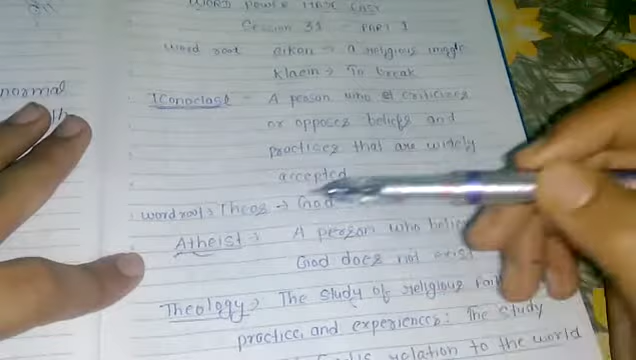 WORD POWER MADE EASY
Session 31 - PART 1
Word root eikon → a religious image
Klaein → To break
Iconoclast - A person who criticizes
or opposes beliefs and
practises that are widely
accepted
normal
word root → Theos → God
Atheist → A person who
God does not exist
Theology → The study of religious
practice, and experiences: The study
relation to the world